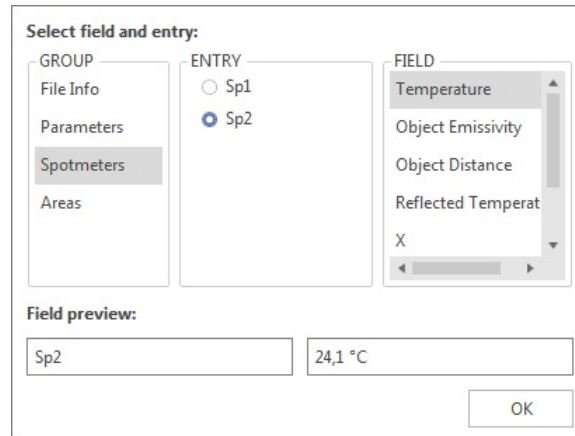 Select field and entry:
GROUP
File Info
Parameters
Spotmeters
Areas
ENTRY
Sp1
Sp2
FIELD
Temperature
Object Emissivity
Object Distance
Reflected Temperat
X
Field preview:
Sp2
24,1 °C
OK